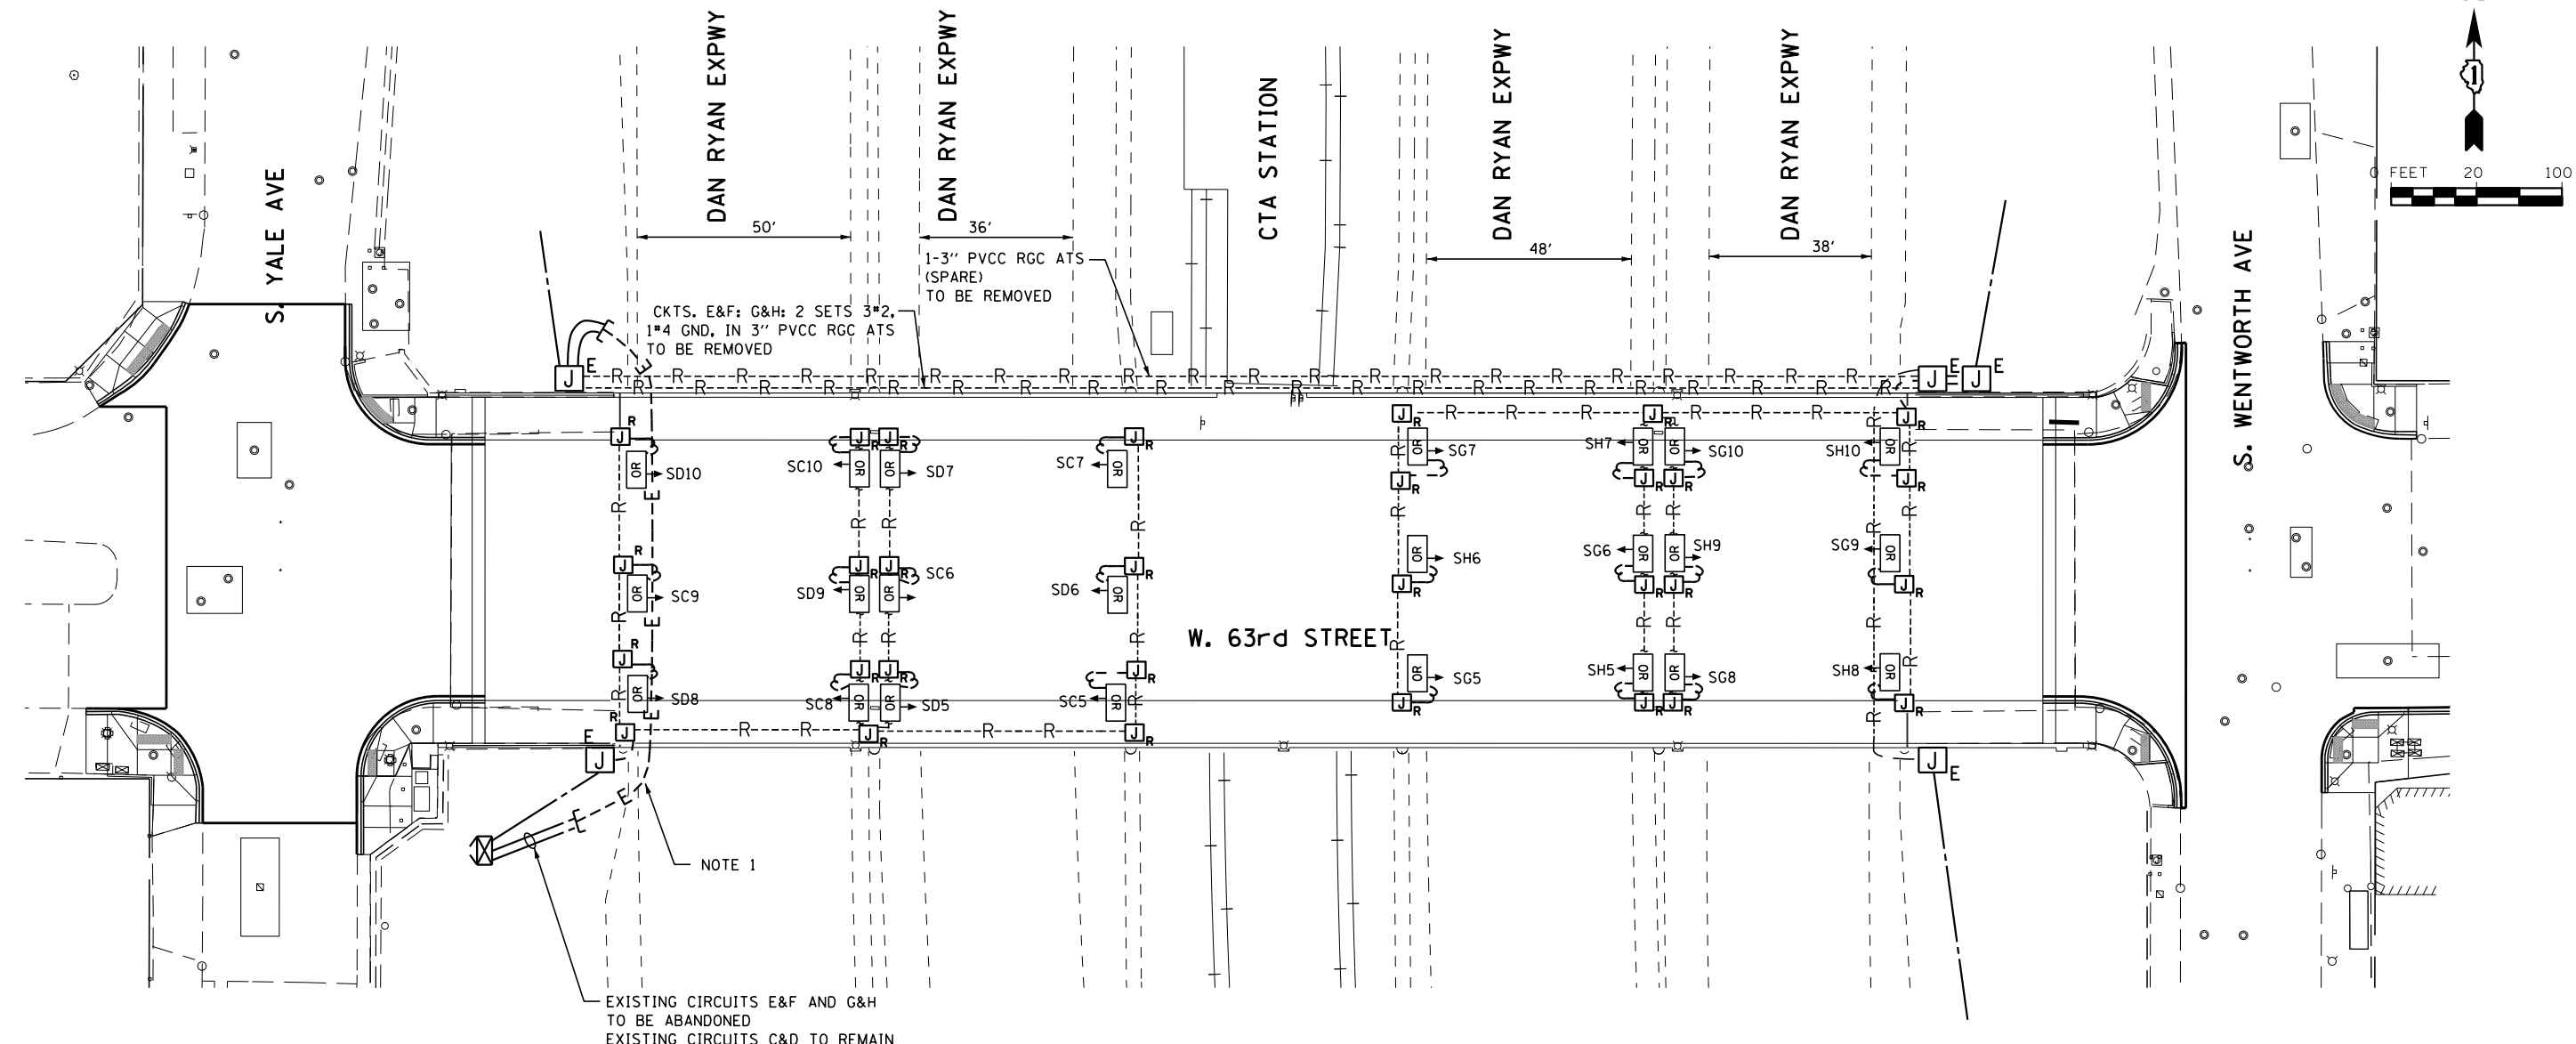 DAN RYAN EXPWY
DAN RYAN EXPWY
CTA STATION
DAN RYAN EXPWY
DAN RYAN EXPWY
S. YALE AVE
S. WENTWORTH AVE
1
0 FEET 20 100
50'
36'
48'
38'
1-3" PVCC RGC ATS
(SPARE)
TO BE REMOVED
CKTS. E&F: G&H: 2 SETS 3#2,
1#4 GND, IN 3" PVCC RGC ATS
TO BE REMOVED
J E
J E J E
R R R R R R R R R R R R R R R R R R R R
R R R R R R R R R R R R R R R R R R R R
SD10
SC10
SD7
SC7
SG7
SH7
SG10
SH10
SC9
SD9
SC6
SD6
SH6
SG6
SH9
SG9
W. 63rd STREET
SD8
SC8
SD5
SC5
SG5
SH5
SG8
SH8
E J
J E
NOTE 1
EXISTING CIRCUITS E&F AND G&H
TO BE ABANDONED
EXISTING CIRCUITS C&D TO REMAIN